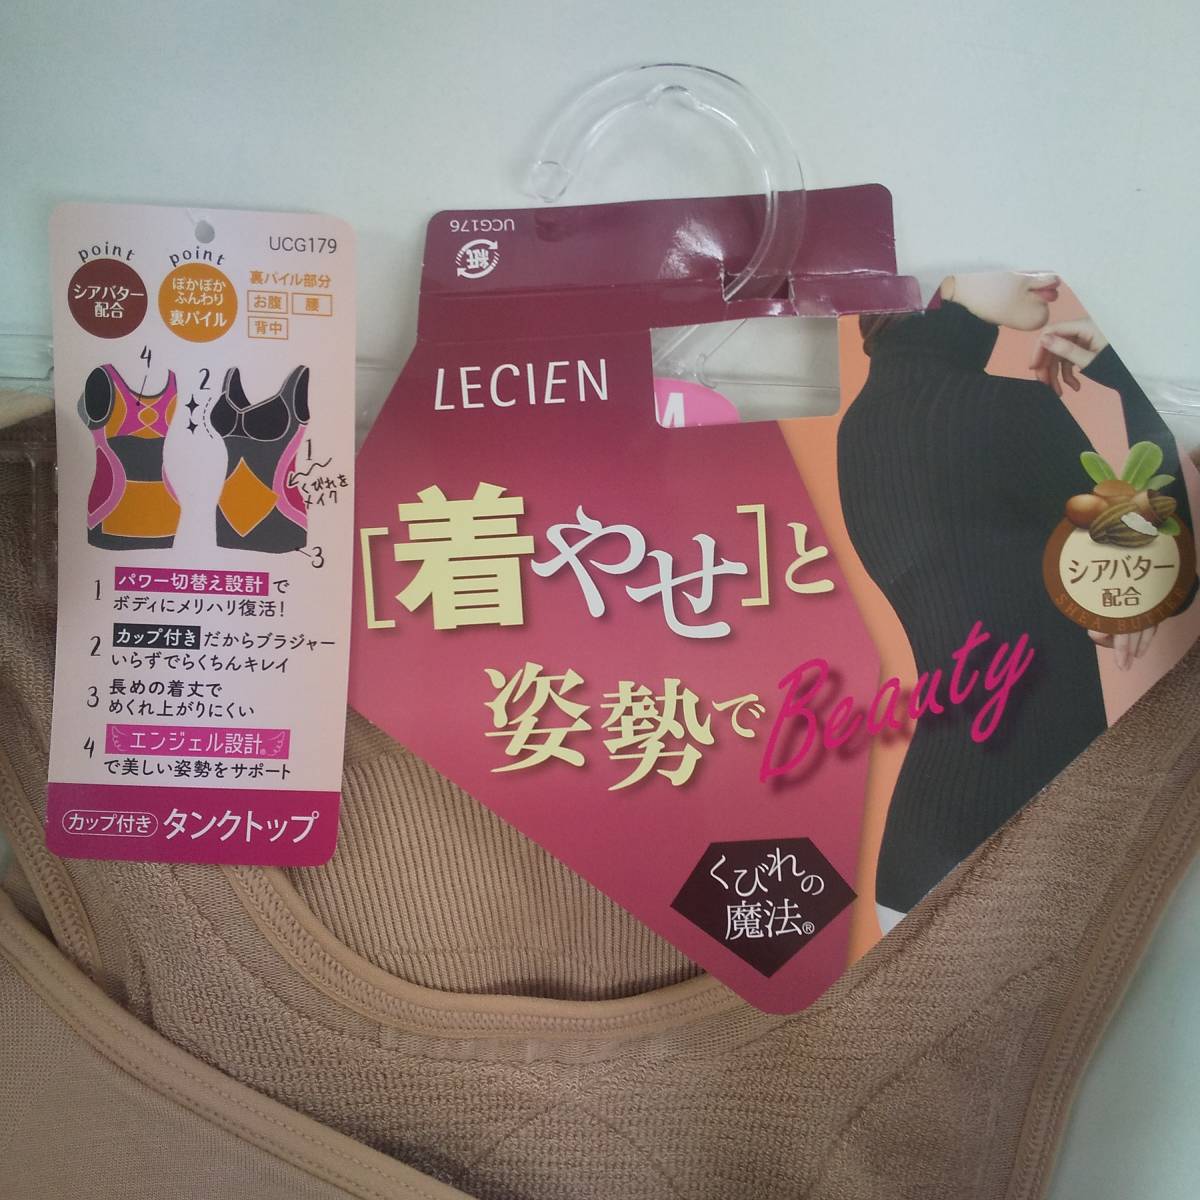 point
シアバター
配合
point
ぽかぽか
ふんわり
裏パイル
UCG179
裏パイル部分
お腹 腰
背中
4
2
1
くびれを
メイク
3
1 パワー切替え設計で
ボディにメリハリ復活!
2 カップ付きだからブラジャー
いらずでらくちんキレイ
3 長めの着丈で
めくれ上がりにくい
4 エンジェル設計®
で美しい姿勢をサポート
カップ付き タンクトップ
UCG176
紙
LECIEN
M
[着やせ]と
姿勢でBeauty
シアバター
配合
SHEA BUTTER
くびれの
魔法®